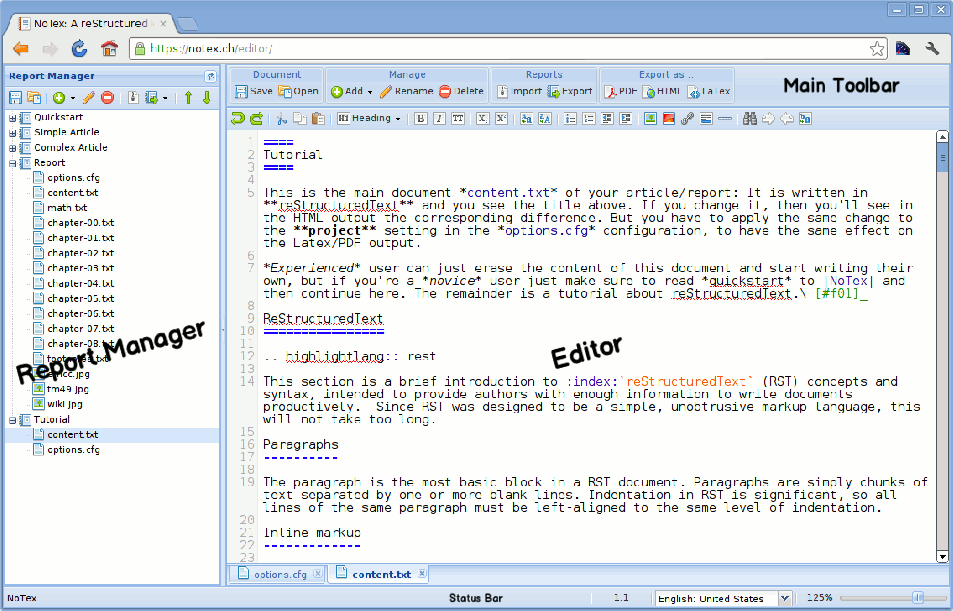 NoTex: A reStructured
https://notex.ch/editor/
Report Manager
Document Manage Reports Export as ..
Save Open Add Rename Delete Import Export PDF HTML LaTex
Main Toolbar
Heading B I TT X X
Quickstart
Simple Article
Complex Article
Report
options.cfg
content.txt
math.txt
chapter-00.txt
chapter-01.txt
chapter-02.txt
chapter-03.txt
chapter-04.txt
chapter-05.txt
chapter-06.txt
chapter-07.txt
chapter-08.txt
Report Manager
tm49.jpg
wiki.jpg
Tutorial
content.txt
options.cfg
1 ====
2 Tutorial
3 ====
4
5 This is the main document *content.txt* of your article/report: It is written in
**reStructuredText** and you see the title above. If you change it, then you'll see in
the HTML output the corresponding difference. But you have to apply the same change to
the **project** setting in the *options.cfg* configuration, to have the same effect on
the Latex/PDF output.
6
7 *Experienced* user can just erase the content of this document and start writing their
own, but if you're a *novice* user just make sure to read *quickstart* to |NoTex| and
then continue here. The remainder is a tutorial about reStructuredText.\ [#f01]_
8
9 ReStructuredText
10 ================
11
12 .. highlightlang:: rest
Editor
13
14 This section is a brief introduction to :index:`reStructuredText` (RST) concepts and
syntax, intended to provide authors with enough information to write documents
productively. Since RST was designed to be a simple, unobtrusive markup language, this
will not take too long.
15
16 Paragraphs
17 ----------
18
19 The paragraph is the most basic block in a RST document. Paragraphs are simply chunks of
text separated by one or more blank lines. Indentation in RST is significant, so all
lines of the same paragraph must be left-aligned to the same level of indentation.
20
21 Inline markup
22 -------------
23
options.cfg content.txt
NoTex Status Bar 1.1 English: United States 125%